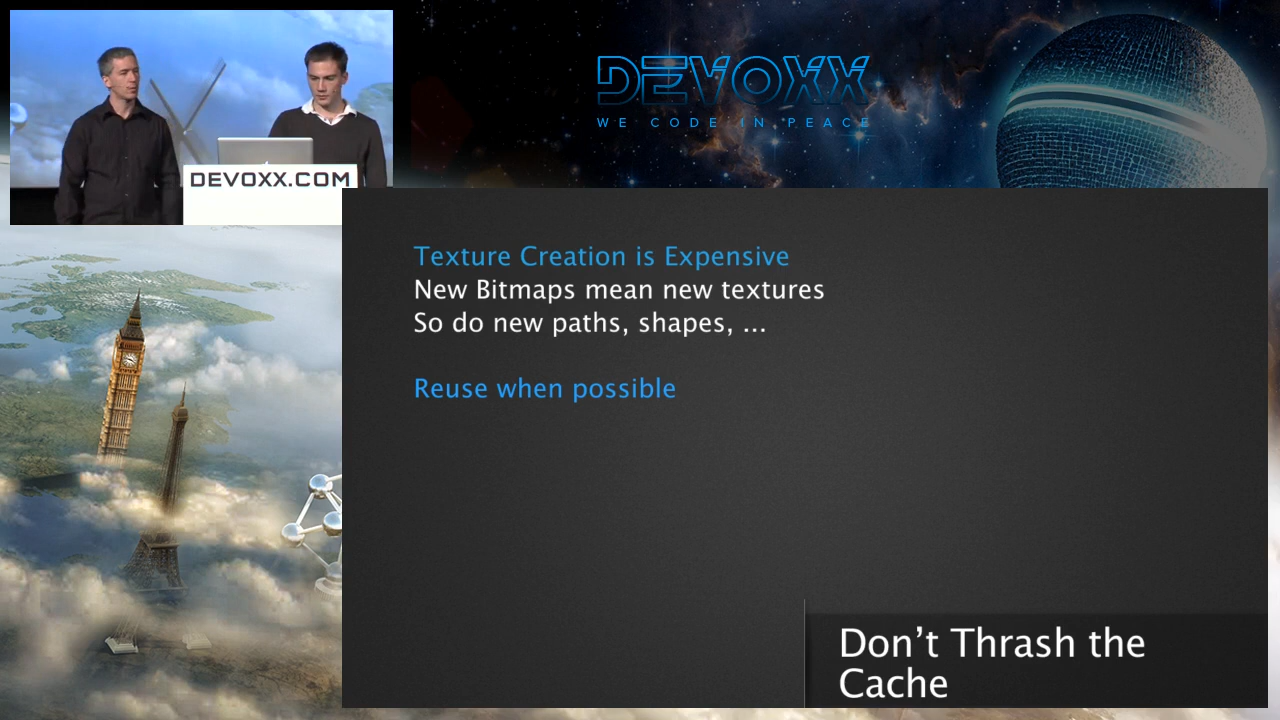 DEVOXX
WE CODE IN PEACE
DEVOXX.COM
Texture Creation is Expensive
New Bitmaps mean new textures
So do new paths, shapes, ...
Reuse when possible
Don’t Thrash the
Cache